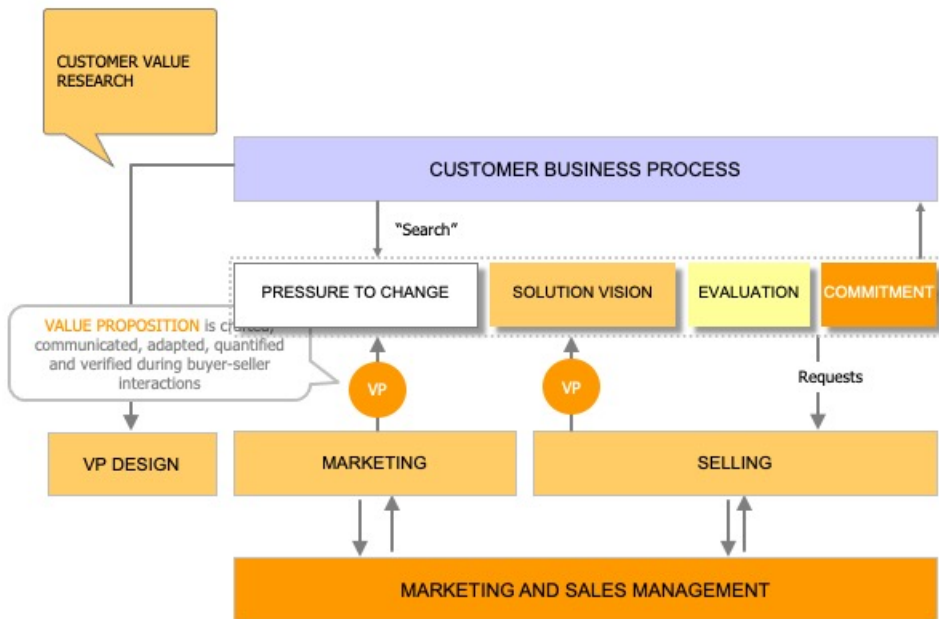 CUSTOMER VALUE
RESEARCH
CUSTOMER BUSINESS PROCESS
“Search”
PRESSURE TO CHANGE
SOLUTION VISION
EVALUATION
COMMITMENT
VALUE PROPOSITION is crafted,
communicated, adapted, quantified
and verified during buyer-seller
interactions
VP
VP
Requests
VP DESIGN
MARKETING
SELLING
MARKETING AND SALES MANAGEMENT